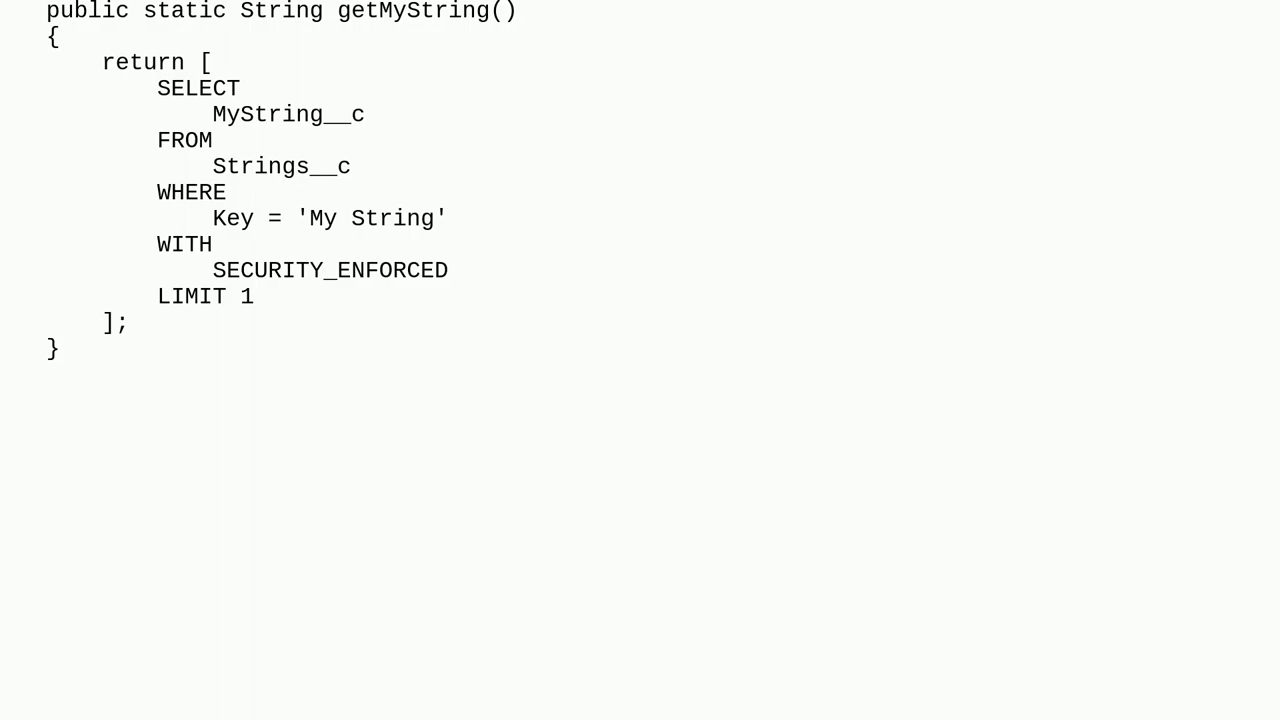 public static String getMyString()
{
    return [
        SELECT
            MyString__c
        FROM
            Strings__c
        WHERE
            Key = 'My String'
        WITH
            SECURITY_ENFORCED
        LIMIT 1
    ];
}